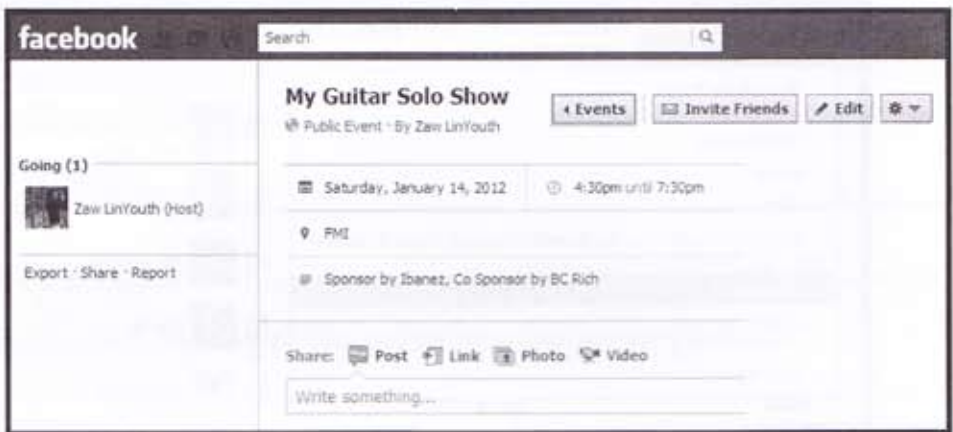 facebook
Search
My Guitar Solo Show
Events
Invite Friends
Edit
Public Event · By Zaw LinYouth
Going (1)
Zaw LinYouth (Host)
Export · Share · Report
Saturday, January 14, 2012
4:30pm until 7:30pm
FMI
Sponsor by Ibanez, Co Sponsor by BC Rich
Share: Post Link Photo Video
Write something...